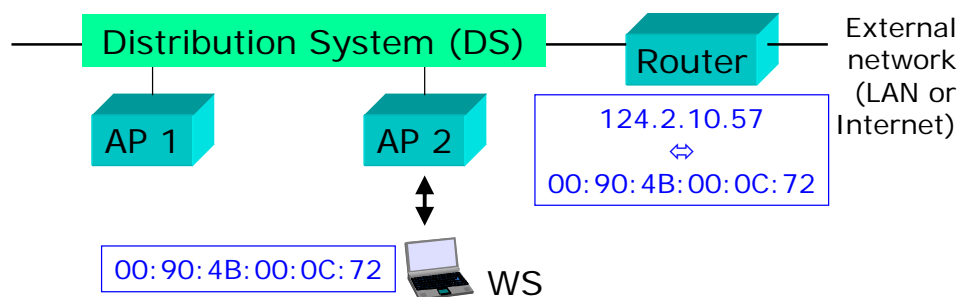 Distribution System (DS)
Router
External
network
(LAN or
Internet)
AP 1
AP 2
124.2.10.57
⇔
00:90:4B:00:0C:72
00:90:4B:00:0C:72
WS